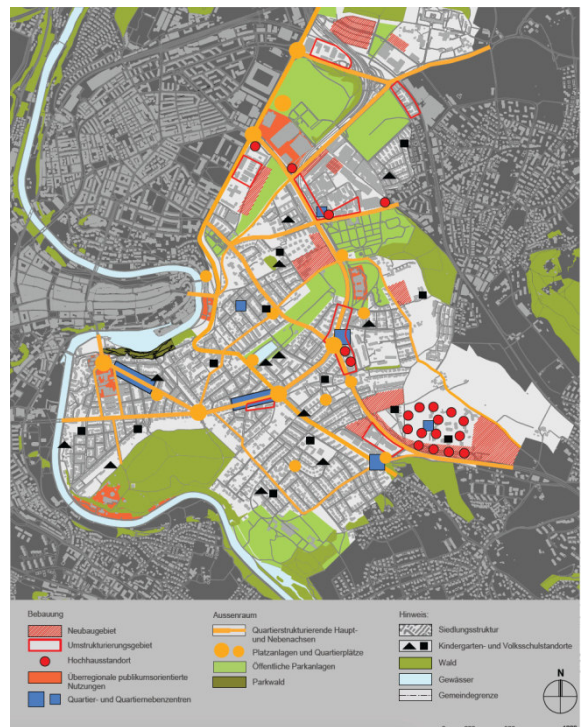 Bebauung
Neubaugebiet
Umstrukturierungsgebiet
Hochhausstandort
Überregionale publikumsorientierte
Nutzungen
Quartier- und Quartiernebenzentren
Aussenraum
Quartierstrukturierende Haupt-
und Nebenachsen
Platzanlagen und Quartierplätze
Öffentliche Parkanlagen
Parkwald
Hinweise:
Siedlungsstruktur
Kindergarten- und Volksschulstandorte
Wald
Gewässer
Gemeindegrenze
N